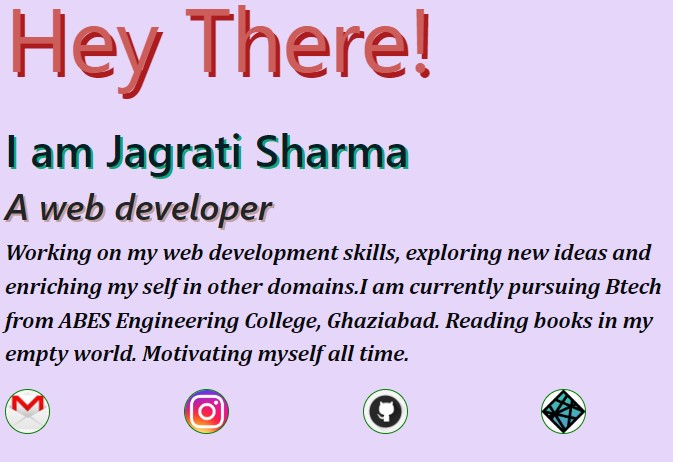 Hey There!
I am Jagrati Sharma
A web developer
Working on my web development skills, exploring new ideas and
enriching my self in other domains.I am currently pursuing Btech
from ABES Engineering College, Ghaziabad. Reading books in my
empty world. Motivating myself all time.